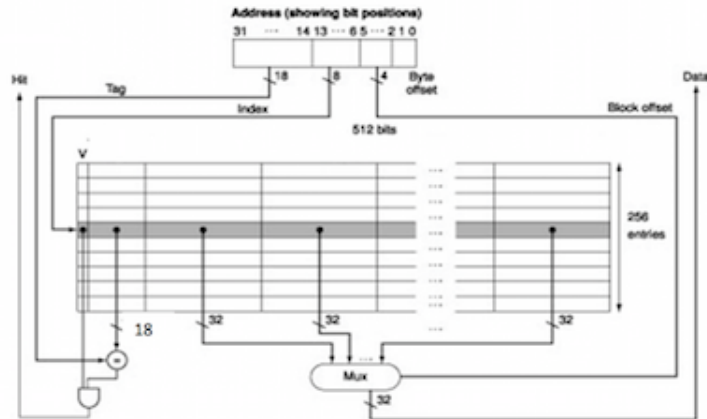 Address (showing bit positions)
31 ··· 14 13 ··· 6 5 ··· 2 1 0
18 8 4 Byte
offset
Hit
Data
Tag
Index
Block offset
512 bits
V
256
entries
18 32 32 32
=
Mux
32